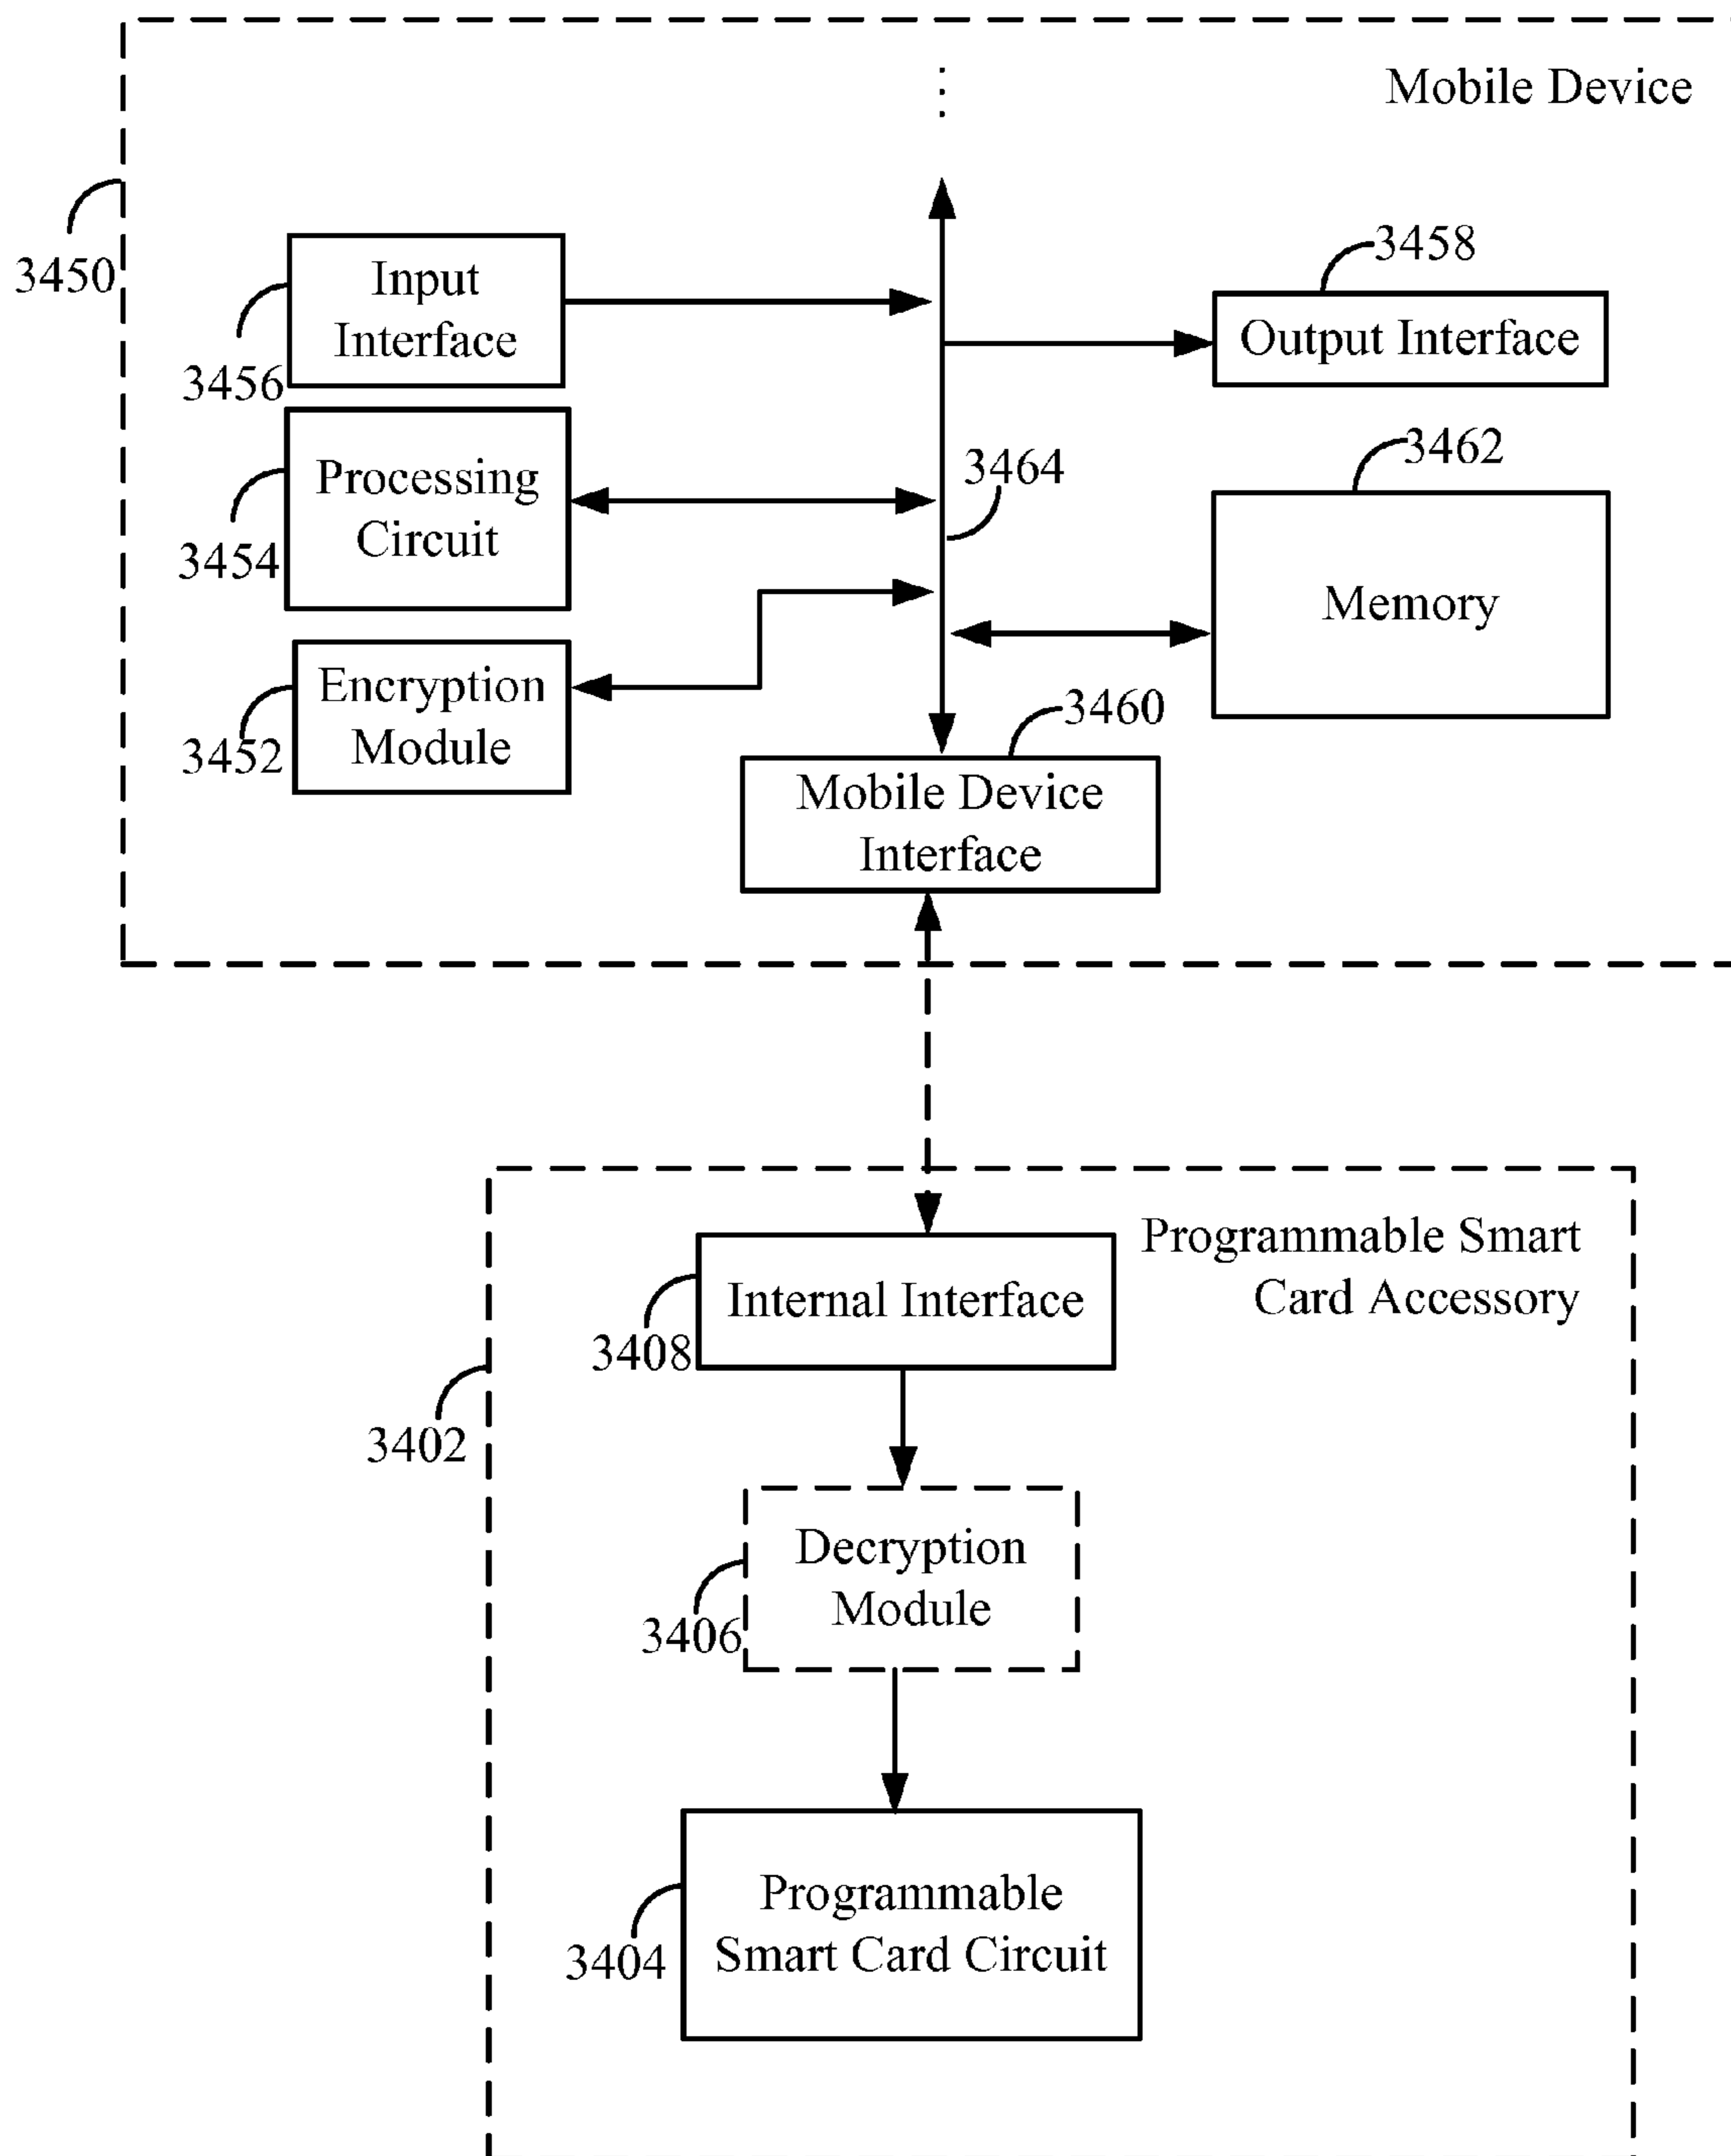 Mobile Device
3450
Input
Interface
3456
3458
Output Interface
Processing
Circuit
3454
3464
3462
Memory
Encryption
Module
3452
3460
Mobile Device
Interface
Programmable Smart
Card Accessory
Internal Interface
3408
3402
Decryption
Module
3406
Programmable
Smart Card Circuit
3404